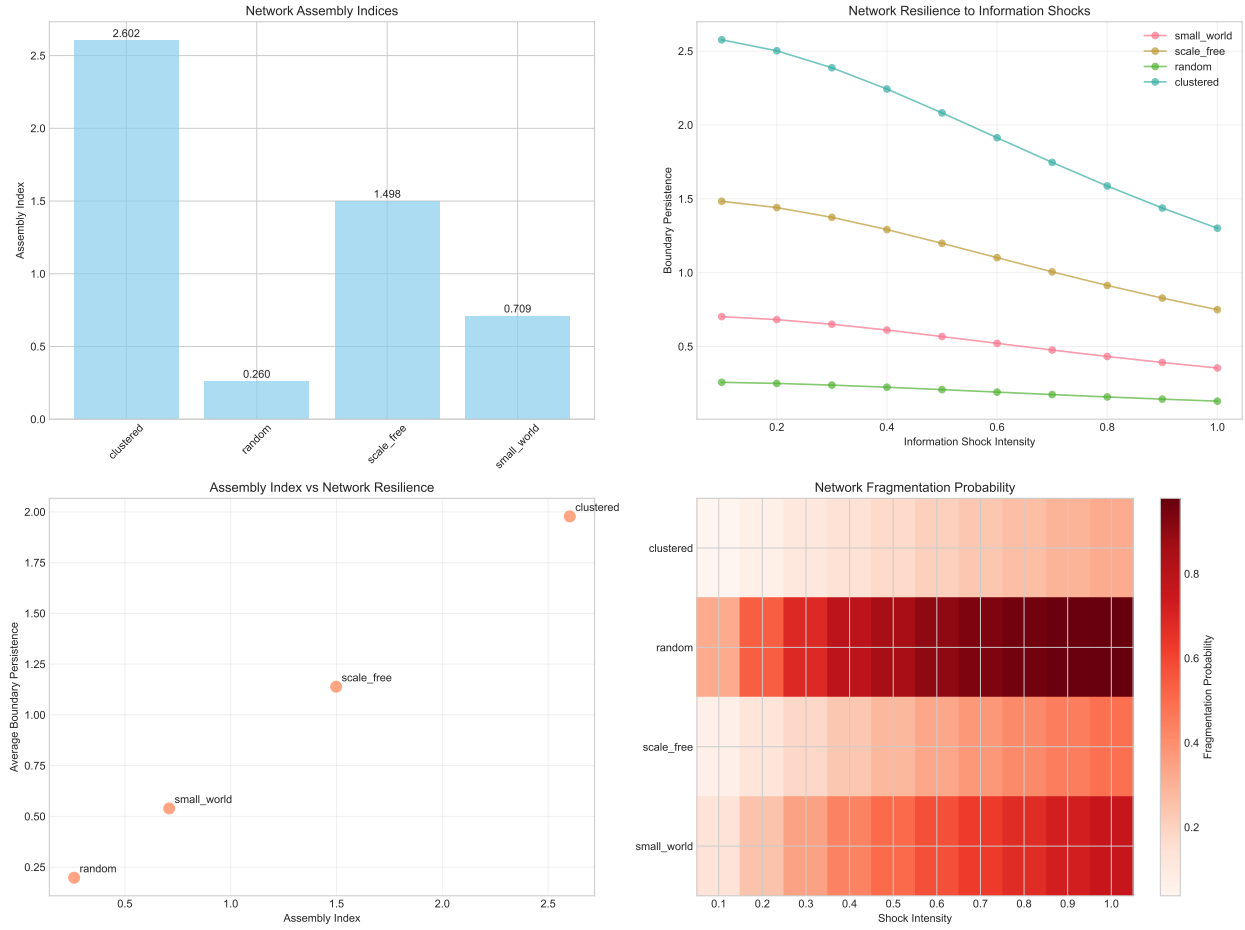 Network Assembly Indices
2.602
0.260
1.498
0.709
2.5
2.0
1.5
1.0
0.5
0.0
Assembly Index
clustered
random
scale_free
small_world
Network Resilience to Information Shocks
small_world
scale_free
random
clustered
2.5
2.0
1.5
1.0
0.5
Boundary Persistence
0.2
0.4
0.6
0.8
1.0
Information Shock Intensity
Assembly Index vs Network Resilience
clustered
scale_free
small_world
random
2.00
1.75
1.50
1.25
1.00
0.75
0.50
0.25
Average Boundary Persistence
0.5
1.0
1.5
2.0
2.5
Assembly Index
Network Fragmentation Probability
clustered
random
scale_free
small_world
0.1
0.2
0.3
0.4
0.5
0.6
0.7
0.8
0.9
1.0
Shock Intensity
0.8
0.6
0.4
0.2
Fragmentation Probability